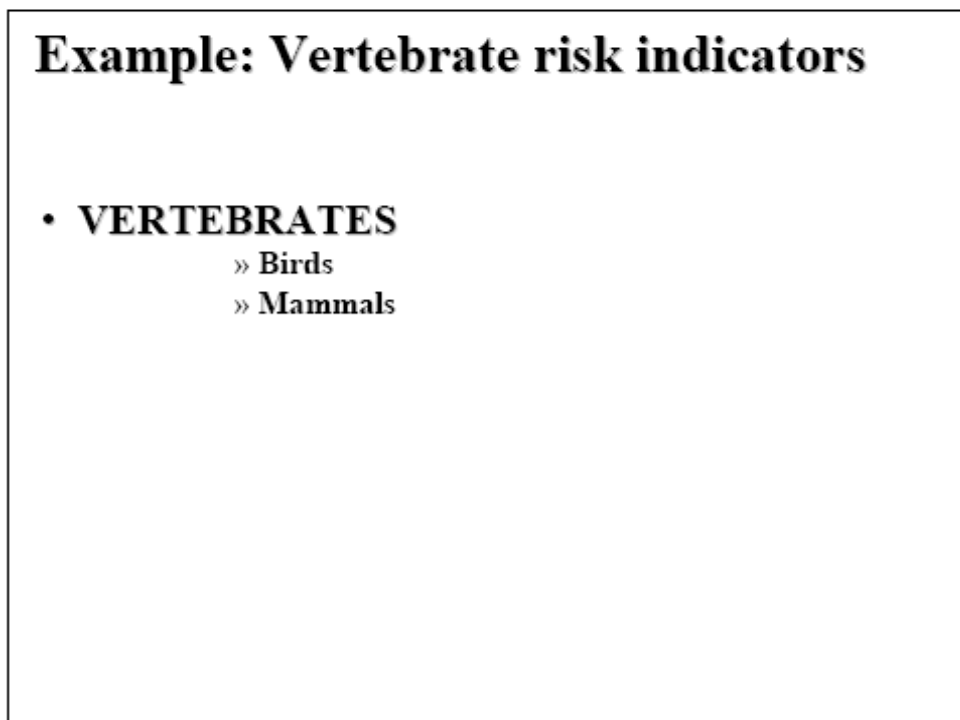 Example: Vertebrate risk indicators
• VERTEBRATES
» Birds
» Mammals